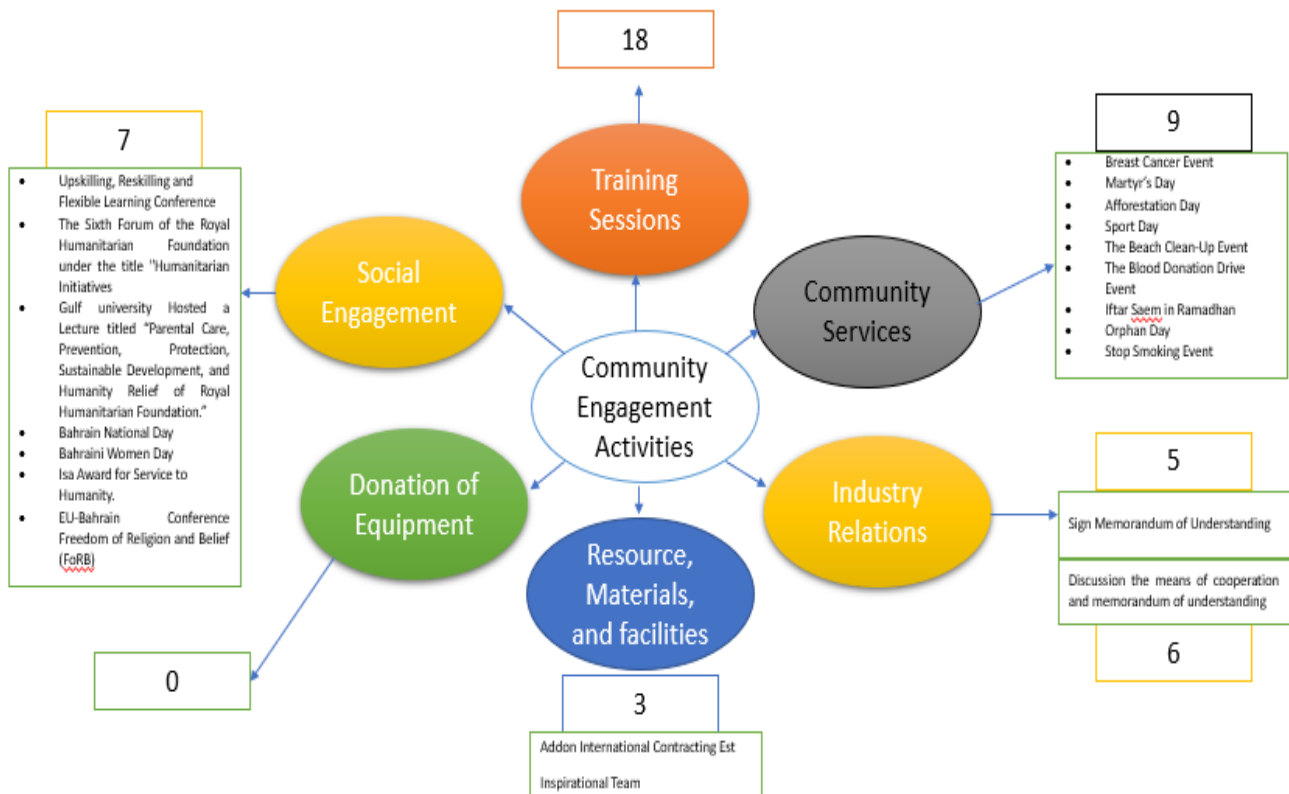 18
Training
Sessions
7
• Upskilling, Reskilling and
Flexible Learning Conference
• The Sixth Forum of the Royal
Humanitarian Foundation
under the title "Humanitarian
Initiatives
• Gulf university Hosted a
Lecture titled “Parental Care,
Prevention, Protection,
Sustainable Development, and
Humanity Relief of Royal
Humanitarian Foundation.”
• Bahrain National Day
• Bahraini Women Day
• Isa Award for Service to
Humanity.
• EU-Bahrain Conference
Freedom of Religion and Belief
(FoRB)
Social
Engagement
9
• Breast Cancer Event
• Martyr’s Day
• Afforestation Day
• Sport Day
• The Beach Clean-Up Event
• The Blood Donation Drive
Event
• Iftar Saem in Ramadhan
• Orphan Day
• Stop Smoking Event
Community
Services
Community
Engagement
Activities
Donation of
Equipment
0
Resource,
Materials,
and facilities
3
Addon International Contracting Est
Inspirational Team
Industry
Relations
5
Sign Memorandum of Understanding
Discussion the means of cooperation
and memorandum of understanding
6